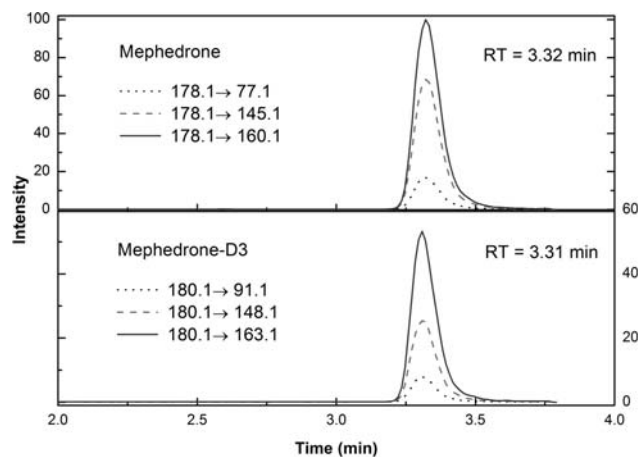 100
80
60
40
20
0
Mephedrone
RT = 3.32 min
178.1→ 77.1
178.1→ 145.1
178.1→ 160.1
Intensity
60
40
20
0
Mephedrone-D3
RT = 3.31 min
180.1→ 91.1
180.1→ 148.1
180.1→ 163.1
2.0 2.5 3.0 3.5 4.0
Time (min)